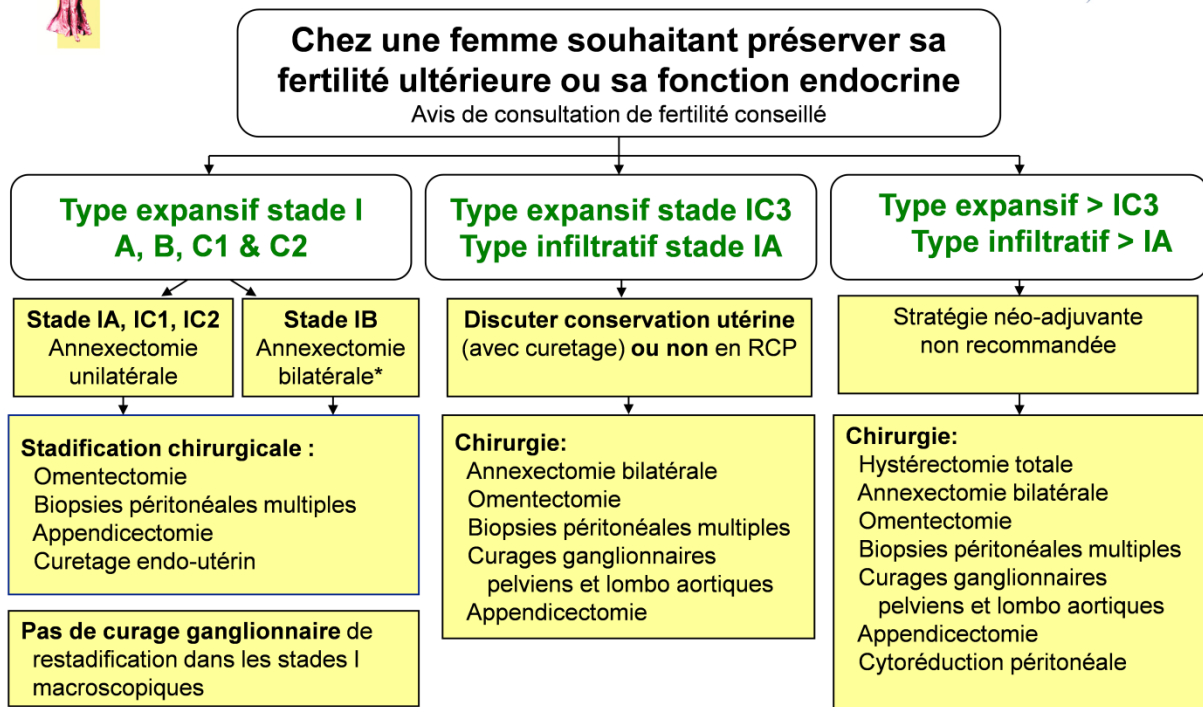 Chez une femme souhaitant préserver sa
fertilité ultérieure ou sa fonction endocrine
Avis de consultation de fertilité conseillé
Type expansif stade I
A, B, C1 & C2
Stade IA, IC1, IC2
Annexectomie
unilatérale
Stade IB
Annexectomie
bilatérale*
Stadification chirurgicale :
Omentectomie
Biopsies péritonéales multiples
Appendicectomie
Curetage endo-utérin
Pas de curage ganglionnaire de
restadification dans les stades I
macroscopiques
Type expansif stade IC3
Type infiltratif stade IA
Discuter conservation utérine
(avec curetage) ou non en RCP
Chirurgie:
Annexectomie bilatérale
Omentectomie
Biopsies péritonéales multiples
Curages ganglionnaires
pelviens et lombo aortiques
Appendicectomie
Type expansif > IC3
Type infiltratif > IA
Stratégie néo-adjuvante
non recommandée
Chirurgie:
Hystérectomie totale
Annexectomie bilatérale
Omentectomie
Biopsies péritonéales multiples
Curages ganglionnaires
pelviens et lombo aortiques
Appendicectomie
Cytoréduction péritonéale